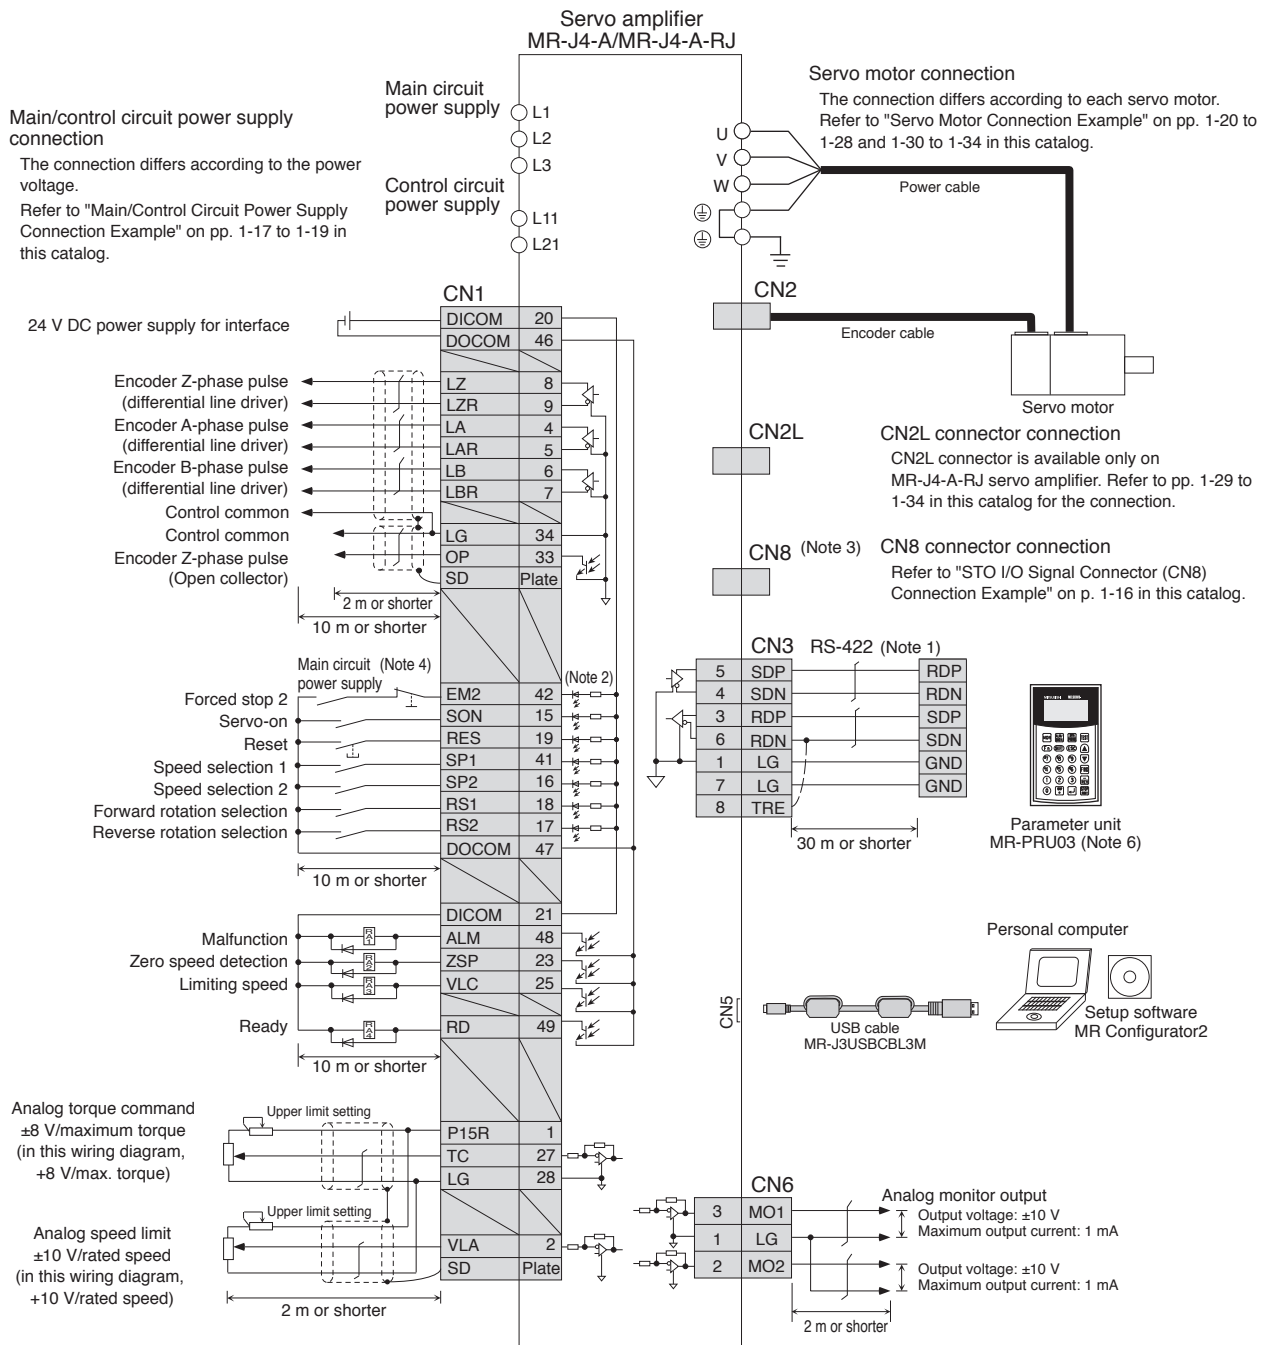 Servo amplifier
MR-J4-A/MR-J4-A-RJ
Main/control circuit power supply
connection
The connection differs according to the power
voltage.
Refer to "Main/Control Circuit Power Supply
Connection Example" on pp. 1-17 to 1-19 in
this catalog.
Main circuit
power supply
L1
L2
L3
Control circuit
power supply
L11
L21
Servo motor connection
The connection differs according to each servo motor.
Refer to "Servo Motor Connection Example" on pp. 1-20 to
1-28 and 1-30 to 1-34 in this catalog.
U
V
W
Power cable
CN2
Encoder cable
Servo motor
CN2L
CN2L connector connection
CN2L connector is available only on
MR-J4-A-RJ servo amplifier. Refer to pp. 1-29 to
1-34 in this catalog for the connection.
CN8 (Note 3)
CN8 connector connection
Refer to "STO I/O Signal Connector (CN8)
Connection Example" on p. 1-16 in this catalog.
CN1
24 V DC power supply for interface
DICOM 20
DOCOM 46
Encoder Z-phase pulse
(differential line driver)
LZ 8
LZR 9
Encoder A-phase pulse
(differential line driver)
LA 4
LAR 5
Encoder B-phase pulse
(differential line driver)
LB 6
LBR 7
Control common
Control common
LG 34
Encoder Z-phase pulse
(Open collector)
OP 33
SD Plate
2 m or shorter
10 m or shorter
Main circuit (Note 4)
power supply
(Note 2)
Forced stop 2 EM2 42
Servo-on SON 15
Reset RES 19
Speed selection 1 SP1 41
Speed selection 2 SP2 16
Forward rotation selection RS1 18
Reverse rotation selection RS2 17
DOCOM 47
10 m or shorter
DICOM 21
Malfunction RA1 ALM 48
Zero speed detection RA2 ZSP 23
Limiting speed RA3 VLC 25
Ready RA4 RD 49
10 m or shorter
Analog torque command
±8 V/maximum torque
(in this wiring diagram,
+8 V/max. torque)
Upper limit setting
P15R 1
TC 27
LG 28
Analog speed limit
±10 V/rated speed
(in this wiring diagram,
+10 V/rated speed)
Upper limit setting
VLA 2
SD Plate
2 m or shorter
CN3 RS-422 (Note 1)
5 SDP RDP
4 SDN RDN
3 RDP SDP
6 RDN SDN
1 LG GND
7 LG GND
8 TRE
30 m or shorter
Parameter unit
MR-PRU03 (Note 6)
Personal computer
CN5
USB cable
MR-J3USBCBL3M
Setup software
MR Configurator2
CN6
3 MO1
1 LG
2 MO2
Analog monitor output
Output voltage: ±10 V
Maximum output current: 1 mA
Output voltage: ±10 V
Maximum output current: 1 mA
2 m or shorter